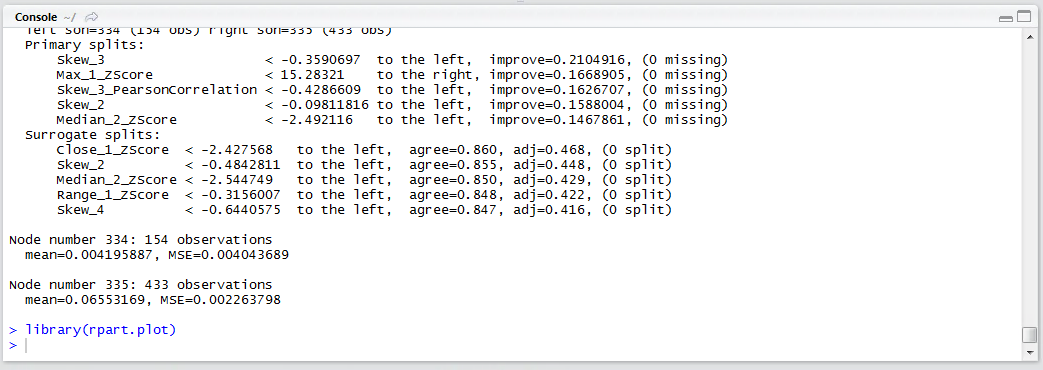 Console ~/
left son=334 (154 obs) right son=335 (433 obs)
Primary splits:
Skew_3 < -0.3590697 to the left, improve=0.2104916, (0 missing)
Max_1_ZScore < 15.28321 to the right, improve=0.1668905, (0 missing)
Skew_3_PearsonCorrelation < -0.4286609 to the left, improve=0.1626707, (0 missing)
Skew_2 < -0.09811816 to the left, improve=0.1588004, (0 missing)
Median_2_ZScore < -2.492116 to the left, improve=0.1467861, (0 missing)
Surrogate splits:
Close_1_ZScore < -2.427568 to the left, agree=0.860, adj=0.468, (0 split)
Skew_2 < -0.4842811 to the left, agree=0.855, adj=0.448, (0 split)
Median_2_ZScore < -2.544749 to the left, agree=0.850, adj=0.429, (0 split)
Range_1_ZScore < -0.3156007 to the left, agree=0.848, adj=0.422, (0 split)
Skew_4 < -0.6440575 to the left, agree=0.847, adj=0.416, (0 split)
Node number 334: 154 observations
mean=0.004195887, MSE=0.004043689
Node number 335: 433 observations
mean=0.06553169, MSE=0.002263798
> library(rpart.plot)
>